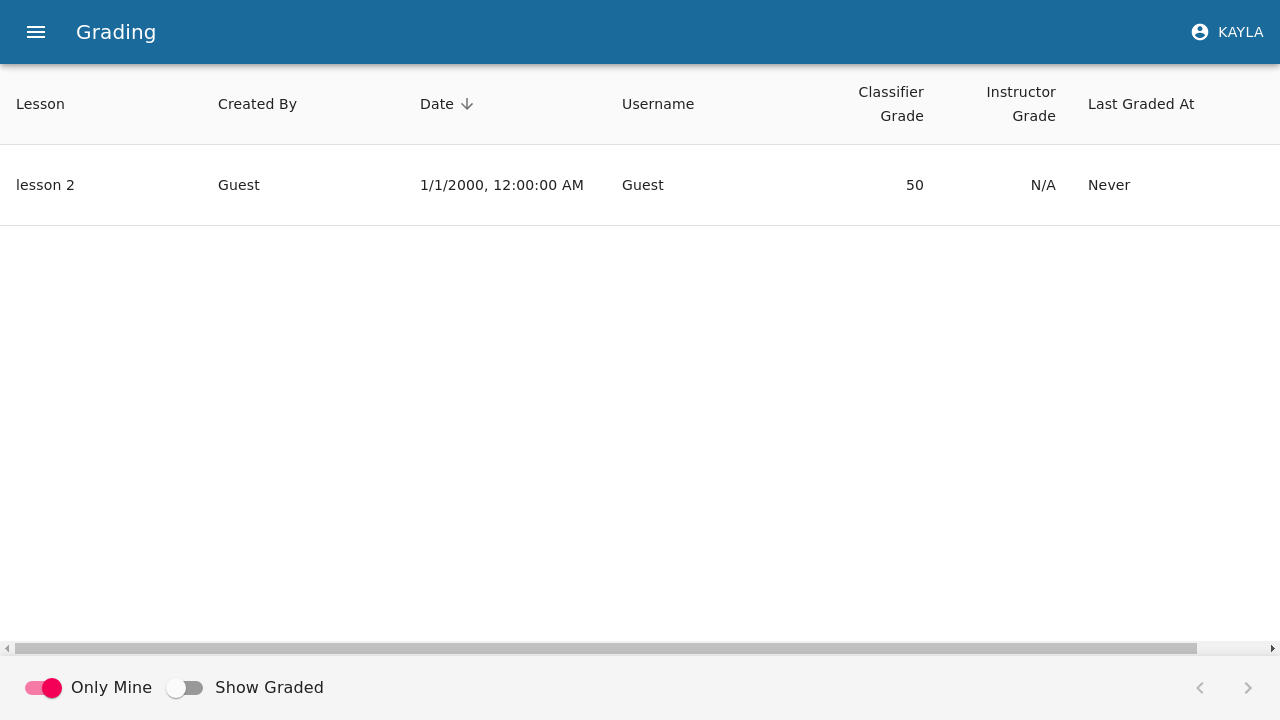 Grading
KAYLA
Lesson
Created By
Date
Username
Classifier
Grade
Instructor
Grade
Last Graded At
lesson 2
Guest
1/1/2000, 12:00:00 AM
Guest
50
N/A
Never
Only Mine
Show Graded